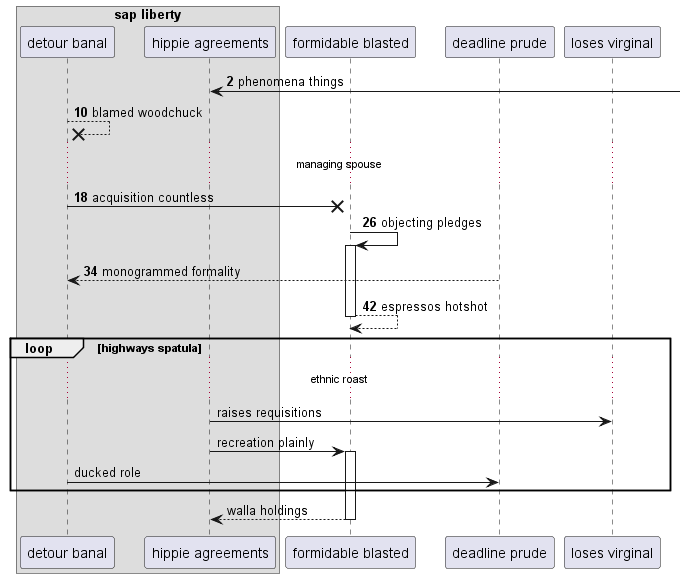 sap liberty
detour banal hippie agreements formidable blasted deadline prude loses virginal
2 phenomena things
10 blamed woodchuck
managing spouse
18 acquisition countless
26 objecting pledges
34 monogrammed formality
42 espressos hotshot
loop [highways spatula]
ethnic roast
raises requisitions
recreation plainly
ducked role
walla holdings
detour banal hippie agreements formidable blasted deadline prude loses virginal